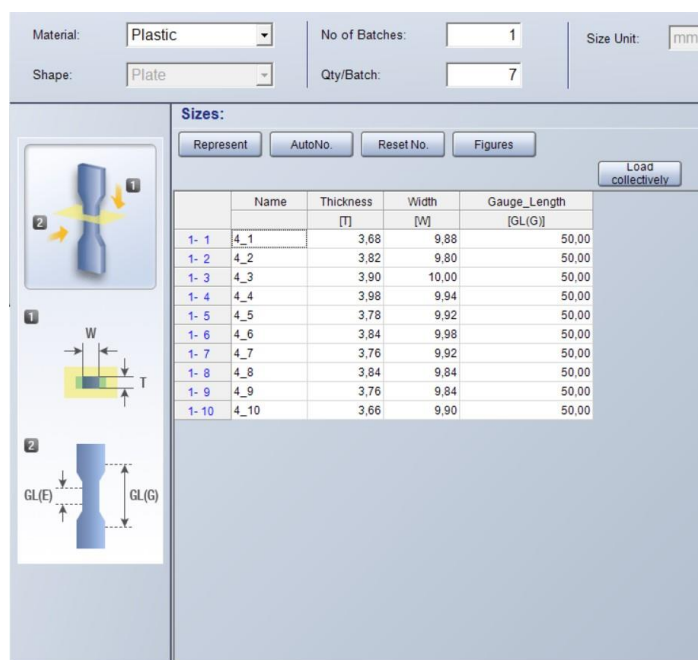 Material: Plastic No of Batches: 1 Size Unit: mm
Shape: Plate Qty/Batch: 7
Sizes:
Represent AutoNo. Reset No. Figures
Load collectively
Name Thickness Width Gauge_Length
[T] [W] [GL(G)]
1- 1 4_1 3,68 9,88 50,00
1- 2 4_2 3,82 9,80 50,00
1- 3 4_3 3,90 10,00 50,00
1- 4 4_4 3,98 9,94 50,00
1- 5 4_5 3,78 9,92 50,00
1- 6 4_6 3,84 9,98 50,00
1- 7 4_7 3,76 9,92 50,00
1- 8 4_8 3,84 9,84 50,00
1- 9 4_9 3,76 9,84 50,00
1- 10 4_10 3,66 9,90 50,00
1
2
1
W
T
2
GL(E) GL(G)